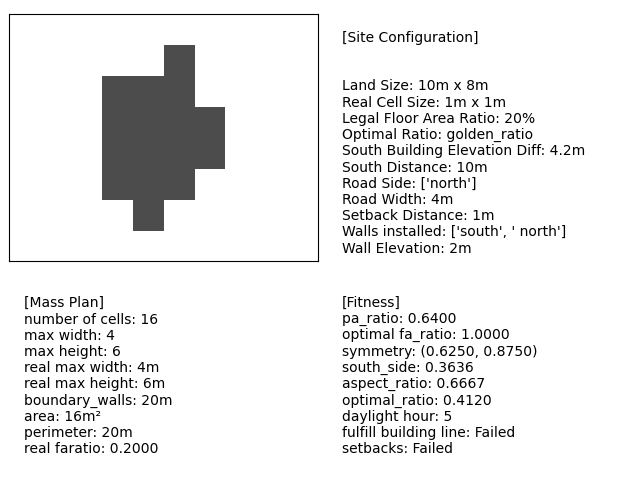 [Site Configuration]
Land Size: 10m x 8m
Real Cell Size: 1m x 1m
Legal Floor Area Ratio: 20%
Optimal Ratio: golden_ratio
South Building Elevation Diff: 4.2m
South Distance: 10m
Road Side: ['north']
Road Width: 4m
Setback Distance: 1m
Walls installed: ['south', ' north']
Wall Elevation: 2m
[Mass Plan]
number of cells: 16
max width: 4
max height: 6
real max width: 4m
real max height: 6m
boundary_walls: 20m
area: 16m²
perimeter: 20m
real faratio: 0.2000
[Fitness]
pa_ratio: 0.6400
optimal fa_ratio: 1.0000
symmetry: (0.6250, 0.8750)
south_side: 0.3636
aspect_ratio: 0.6667
optimal_ratio: 0.4120
daylight hour: 5
fulfill building line: Failed
setbacks: Failed